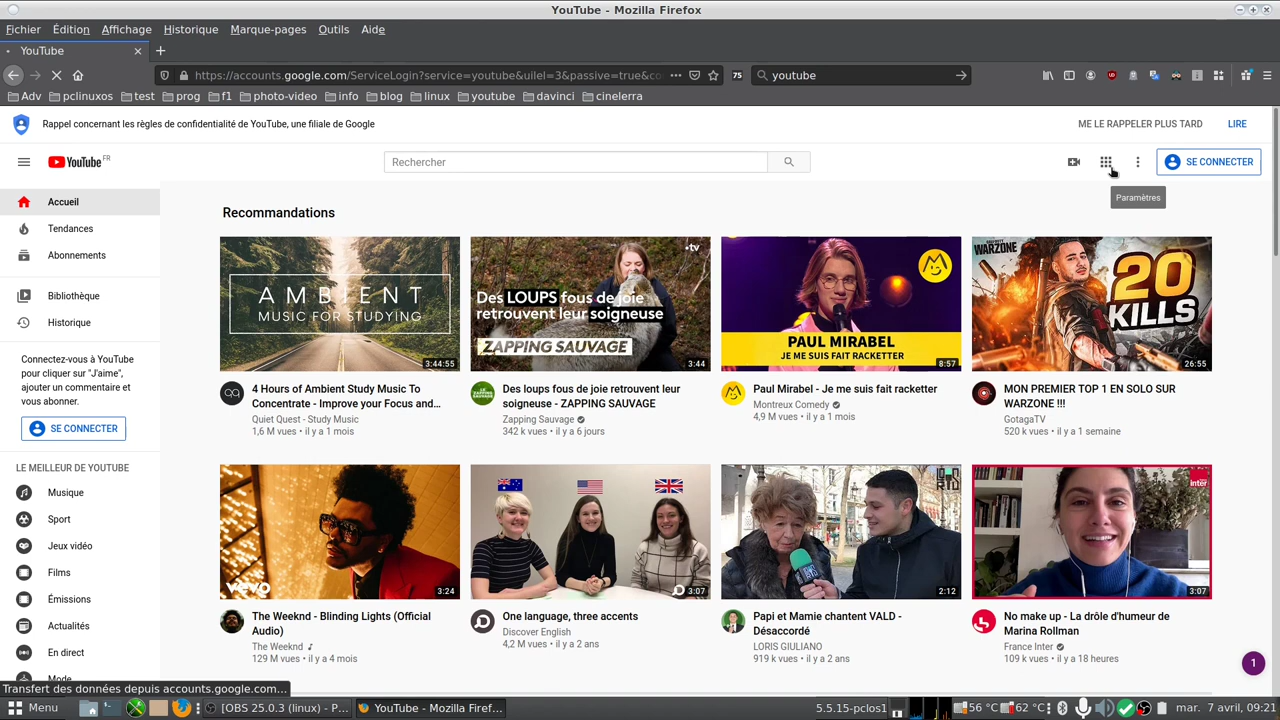 YouTube - Mozilla Firefox
Fichier Édition Affichage Historique Marque-pages Outils Aide
YouTube
https://accounts.google.com/ServiceLogin?service=youtube&uilel=3&passive=true&co
75
youtube
Adv pclinuxos test prog f1 photo-video info blog linux youtube davinci cinelerra
Rappel concernant les règles de confidentialité de YouTube, une filiale de Google
ME LE RAPPELER PLUS TARD LIRE
YouTube FR
Rechercher
SE CONNECTER
Paramètres
Accueil
Tendances
Abonnements
Bibliothèque
Historique
Connectez-vous à YouTube
pour cliquer sur "J'aime",
ajouter un commentaire et
vous abonner.
SE CONNECTER
LE MEILLEUR DE YOUTUBE
Musique
Sport
Jeux vidéo
Films
Émissions
Actualités
En direct
Mode
Recommandations
AMBIENT
MUSIC FOR STUDYING
3:44:55
4 Hours of Ambient Study Music To
Concentrate - Improve your Focus and...
Quiet Quest - Study Music
1,6 M vues • il y a 1 mois
•tv
Des LOUPS fous de joie
retrouvent leur soigneuse
ZAPPING SAUVAGE
3:44
Des loups fous de joie retrouvent leur
soigneuse - ZAPPING SAUVAGE
Zapping Sauvage
342 k vues • il y a 6 jours
PAUL MIRABEL
JE ME SUIS FAIT RACKETTER
8:57
Paul Mirabel - Je me suis fait racketter
Montreux Comedy
4,9 M vues • il y a 1 mois
WARZONE
20
KILLS
26:55
MON PREMIER TOP 1 EN SOLO SUR
WARZONE !!!
GotagaTV
520 k vues • il y a 1 semaine
vevo
3:24
The Weeknd - Blinding Lights (Official
Audio)
The Weeknd
129 M vues • il y a 4 mois
3:07
One language, three accents
Discover English
4,2 M vues • il y a 2 ans
2:12
Papi et Mamie chantent VALD -
Désaccordé
LORIS GIULIANO
919 k vues • il y a 2 ans
inter
3:07
No make up - La drôle d'humeur de
Marina Rollman
France Inter
109 k vues • il y a 18 heures
1
Transfert des données depuis accounts.google.com...
Menu
[OBS 25.0.3 (linux) - P...
YouTube - Mozilla Firef...
5.5.15-pclos1
56 °C 62 °C
mar. 7 avril, 09:21